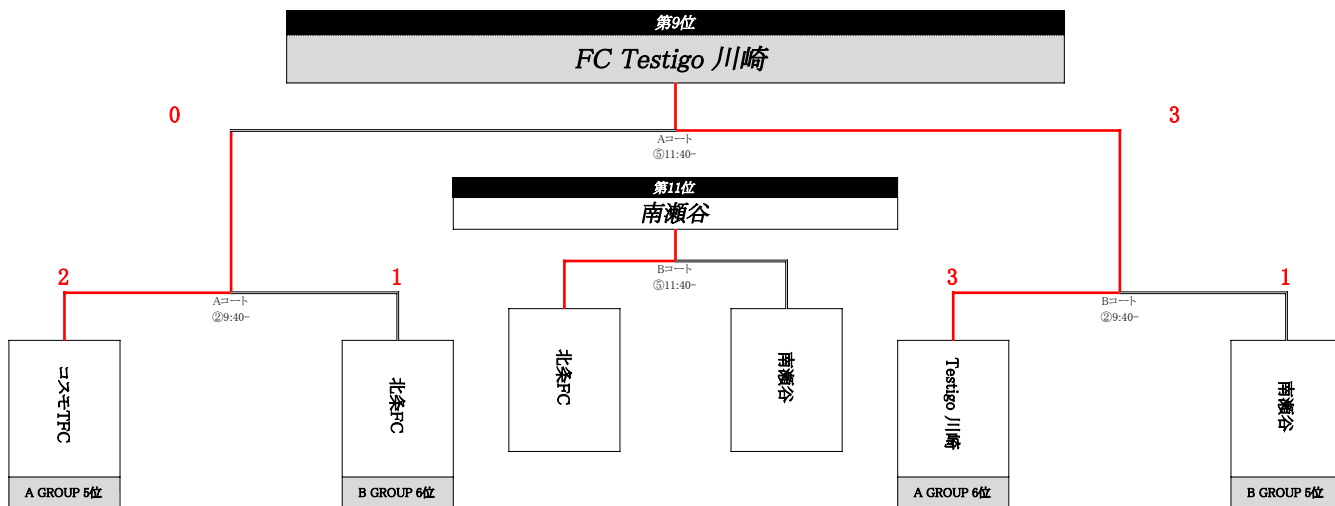 第9位
FC Testigo 川崎
0
3
Aコート
⑤11:40-
第11位
南瀬谷
2
1
Bコート
⑤11:40-
3
1
Aコート
②9:40-
Bコート
②9:40-
コスモTFC
北条FC
北条FC
南瀬谷
Testigo 川崎
南瀬谷
A GROUP 5位
B GROUP 6位
A GROUP 6位
B GROUP 5位